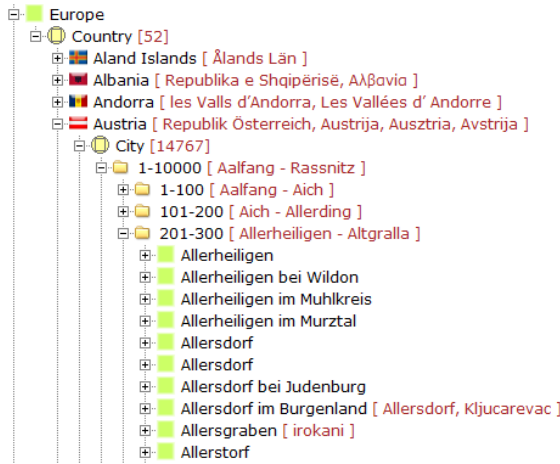 Europe
Country [52]
Aland Islands [ Ålands Län ]
Albania [ Republika e Shqipërisë, Αλβανία ]
Andorra [ les Valls d’Andorra, Les Vallées d’ Andorre ]
Austria [ Republik Österreich, Austrija, Ausztria, Avstrija ]
City [14767]
1-10000 [ Aalfang - Rassnitz ]
1-100 [ Aalfang - Aich ]
101-200 [ Aich - Allerding ]
201-300 [ Allerheiligen - Altgralla ]
Allerheiligen
Allerheiligen bei Wildon
Allerheiligen im Muhlkreis
Allerheiligen im Murztal
Allersdorf
Allersdorf
Allersdorf bei Judenburg
Allersdorf im Burgenland [ Allersdorf, Kljucarevac ]
Allersgraben [ irokani ]
Allerstorf